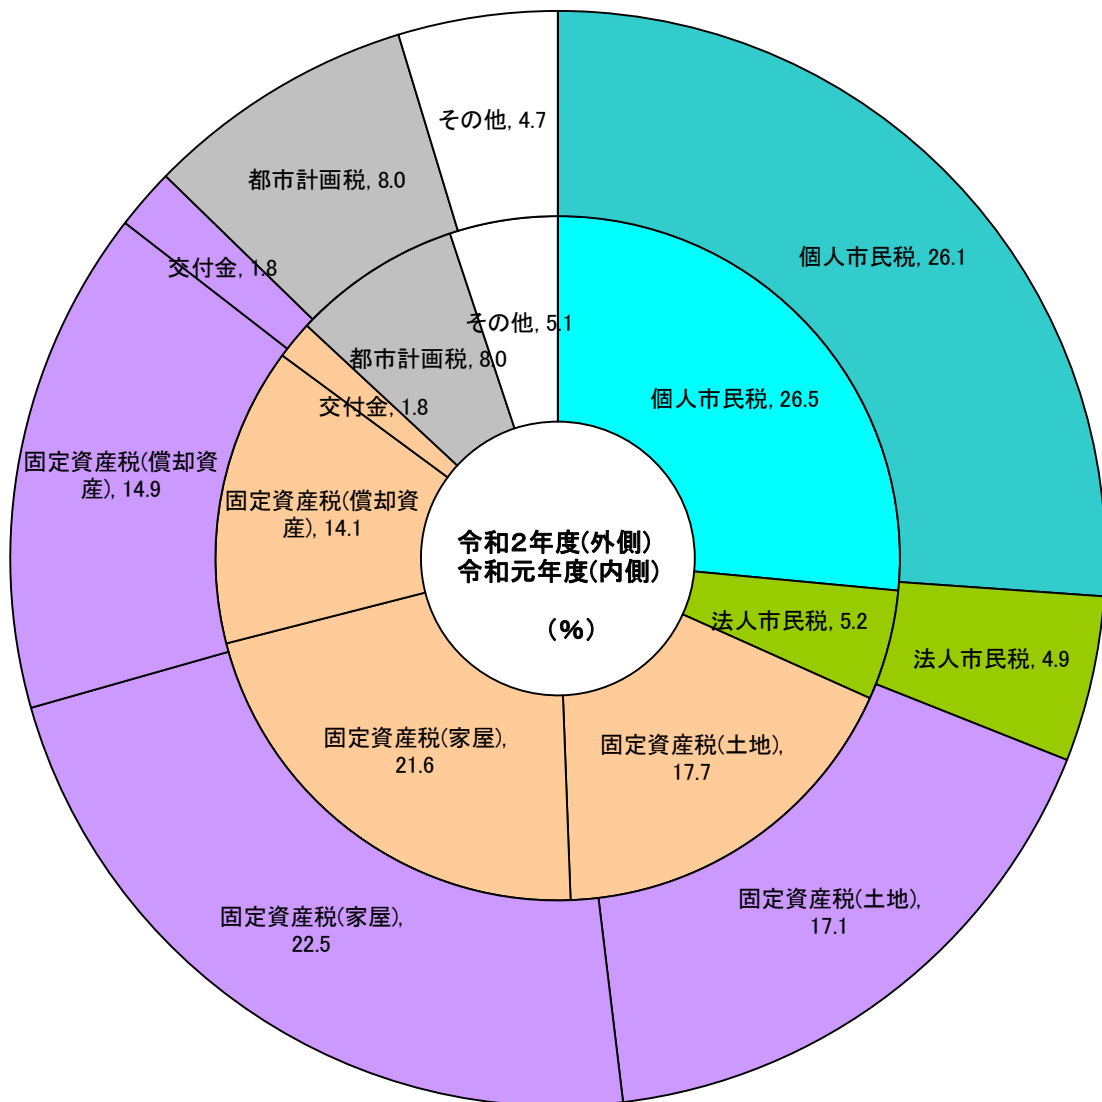 その他, 4.7
都市計画税, 8.0
交付金, 1.8
個人市民税, 26.1
その他, 5.1
都市計画税, 8.0
交付金, 1.8
個人市民税, 26.5
固定資産税(償却資
産), 14.9
固定資産税(償却資
産), 14.1
令和2年度(外側)
令和元年度(内側)
(%)
法人市民税, 5.2
法人市民税, 4.9
固定資産税(家屋),
21.6
固定資産税(土地),
17.7
固定資産税(家屋),
22.5
固定資産税(土地),
17.1